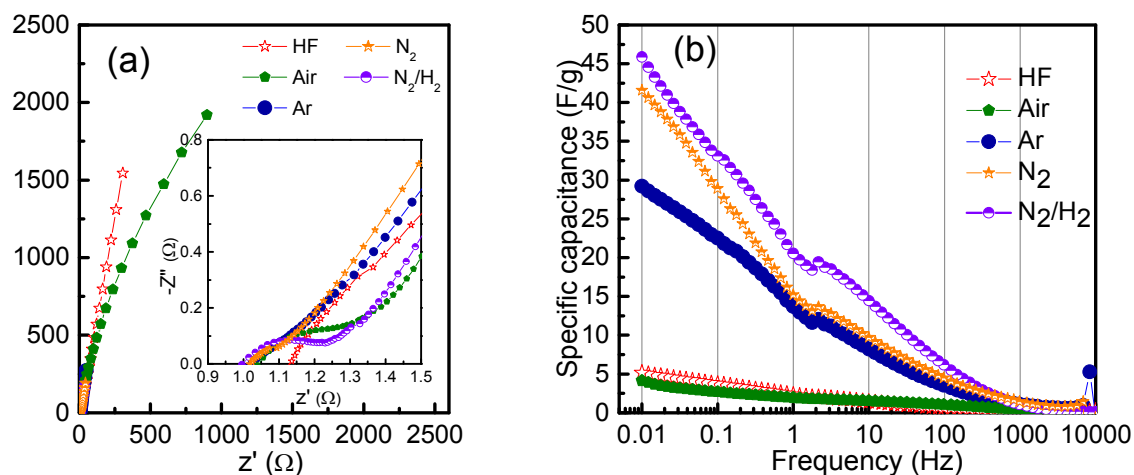 (a)
HF
Air
Ar
N2
N2/H2
2500
2000
1500
1000
500
0
0 500 1000 1500 2000 2500
z' (Ω)
-Z'' (Ω)
0.8
0.6
0.4
0.2
0.0
0.9 1.0 1.1 1.2 1.3 1.4 1.5
z' (Ω)
(b)
HF
Air
Ar
N2
N2/H2
Specific capacitance (F/g)
50
45
40
35
30
25
20
15
10
5
0
0.01 0.1 1 10 100 1000 10000
Frequency (Hz)